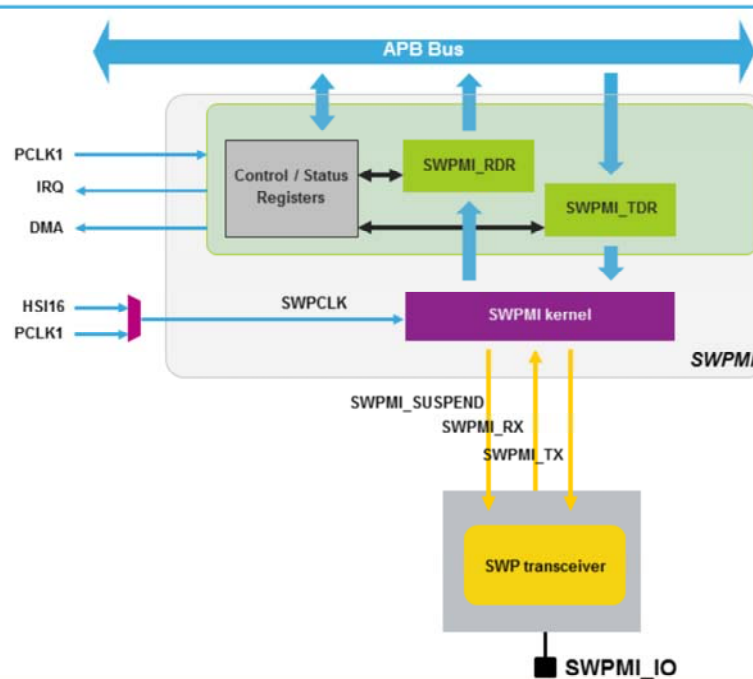 APB Bus
PCLK1
IRQ
DMA
Control / Status
Registers
SWPMI_RDR
SWPMI_TDR
HSI16
PCLK1
SWPCLK
SWPMI kernel
SWPMI
SWPMI_SUSPEND
SWPMI_RX
SWPMI_TX
SWP transceiver
SWPMI_IO